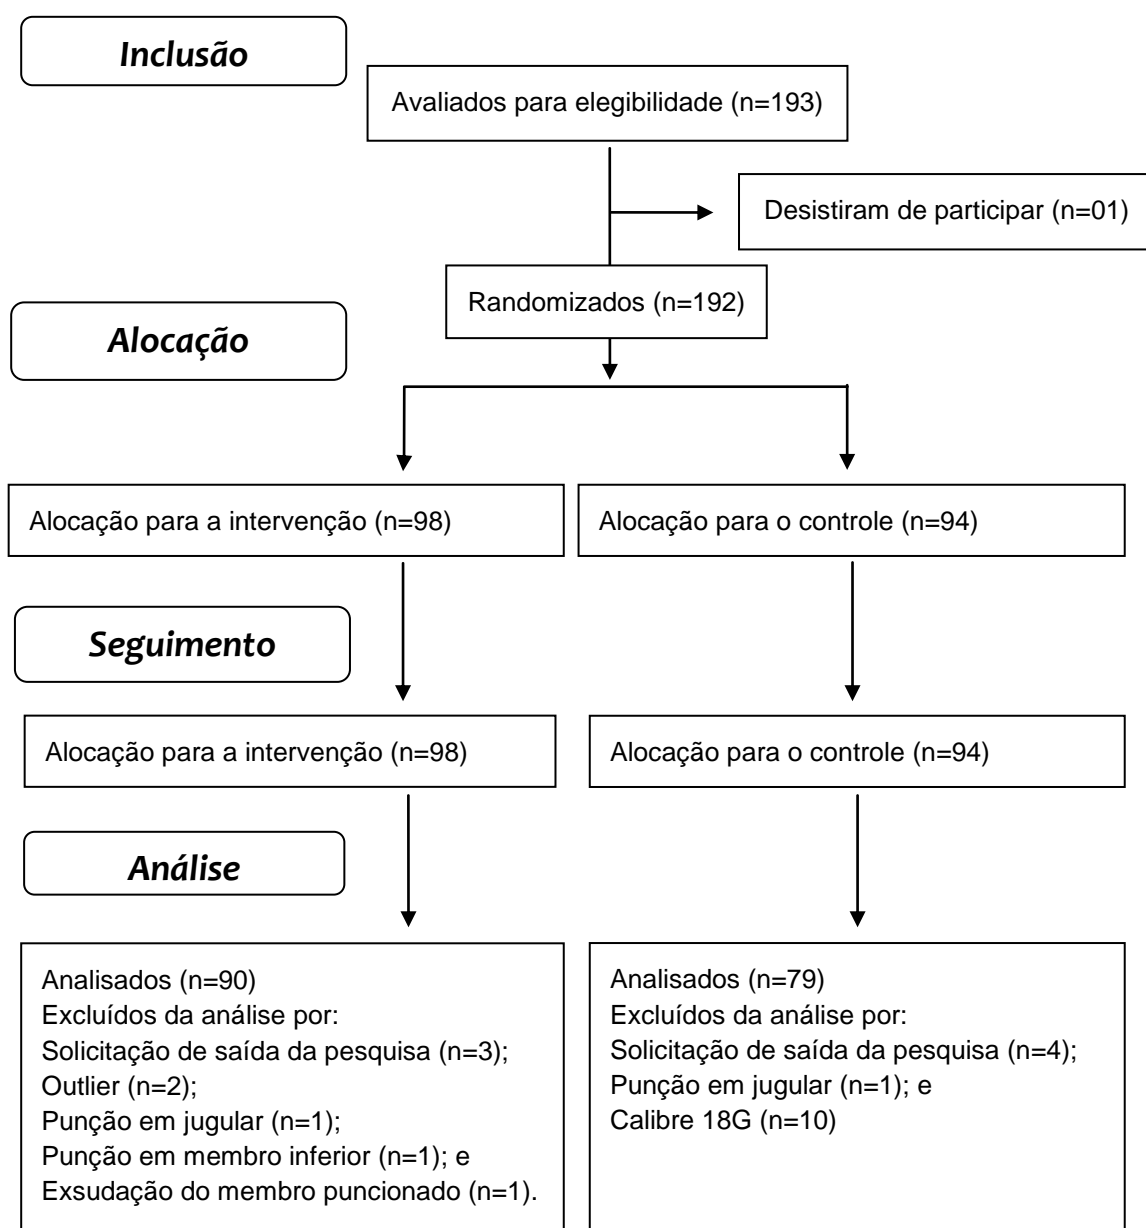 Inclusão
Avaliados para elegibilidade (n=193)
Desistiram de participar (n=01)
Randomizados (n=192)
Alocação
Alocação para a intervenção (n=98)
Alocação para o controle (n=94)
Seguimento
Alocação para a intervenção (n=98)
Alocação para o controle (n=94)
Análise
Analisados (n=90)
Excluídos da análise por:
Solicitação de saída da pesquisa (n=3);
Outlier (n=2);
Punção em jugular (n=1);
Punção em membro inferior (n=1); e
Exsudação do membro puncionado (n=1).
Analisados (n=79)
Excluídos da análise por:
Solicitação de saída da pesquisa (n=4);
Punção em jugular (n=1); e
Calibre 18G (n=10)